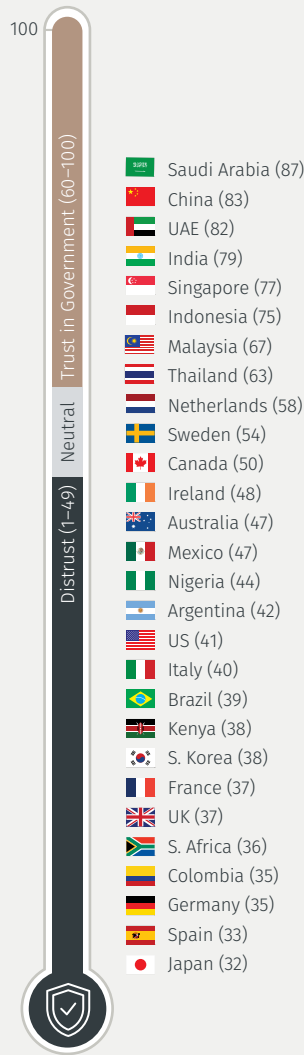 100
Trust in Government (60–100)
Neutral
Distrust (1–49)
Saudi Arabia (87)
China (83)
UAE (82)
India (79)
Singapore (77)
Indonesia (75)
Malaysia (67)
Thailand (63)
Netherlands (58)
Sweden (54)
Canada (50)
Ireland (48)
Australia (47)
Mexico (47)
Nigeria (44)
Argentina (42)
US (41)
Italy (40)
Brazil (39)
Kenya (38)
S. Korea (38)
France (37)
UK (37)
S. Africa (36)
Colombia (35)
Germany (35)
Spain (33)
Japan (32)